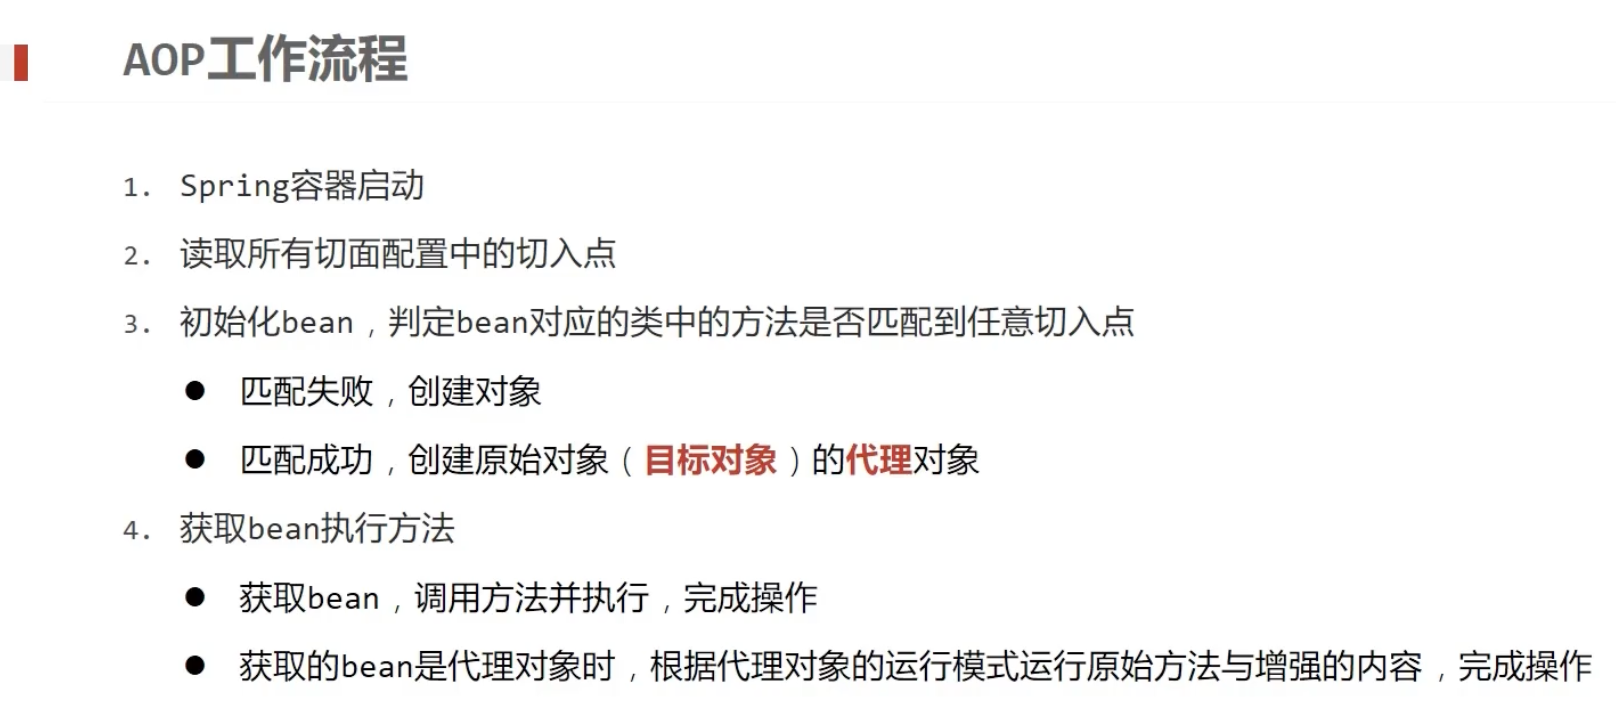 AOP工作流程
1. Spring容器启动
2. 读取所有切面配置中的切入点
3. 初始化bean，判定bean对应的类中的方法是否匹配到任意切入点
● 匹配失败，创建对象
● 匹配成功，创建原始对象（目标对象）的代理对象
4. 获取bean执行方法
● 获取bean，调用方法并执行，完成操作
● 获取的bean是代理对象时，根据代理对象的运行模式运行原始方法与增强的内容，完成操作